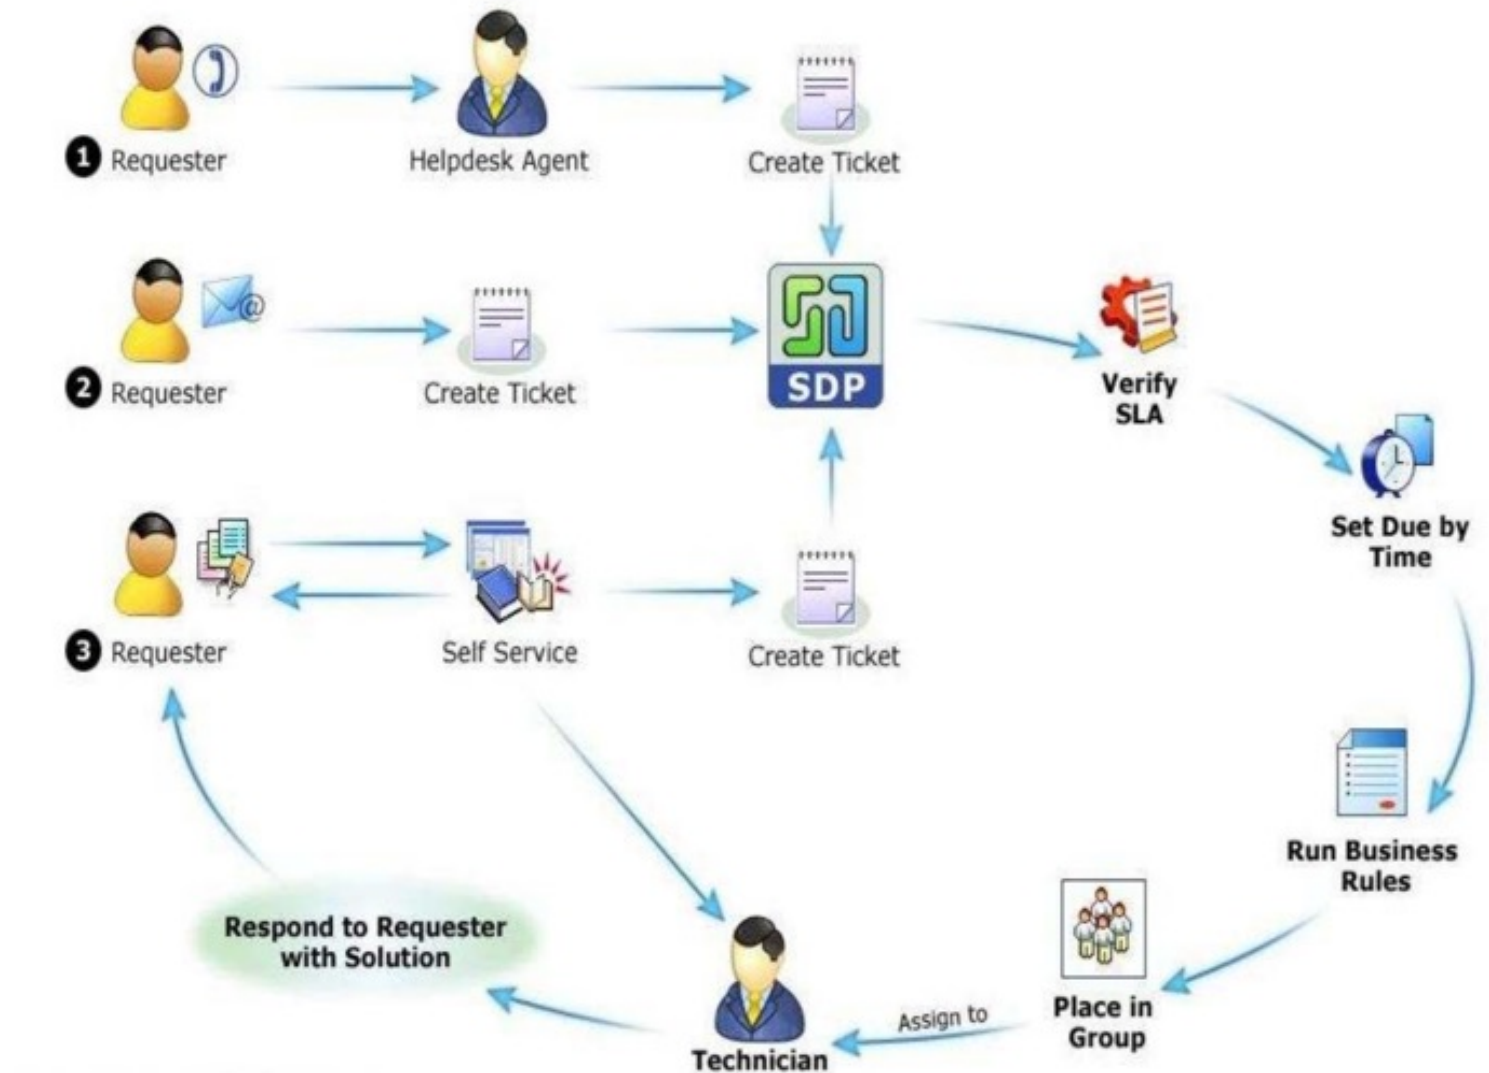 1 Requester
Helpdesk Agent
Create Ticket
2 Requester
@
Create Ticket
SDP
Verify
SLA
Set Due by
Time
3 Requester
Self Service
Create Ticket
Run Business
Rules
Place in
Group
Assign to
Technician
Respond to Requester
with Solution